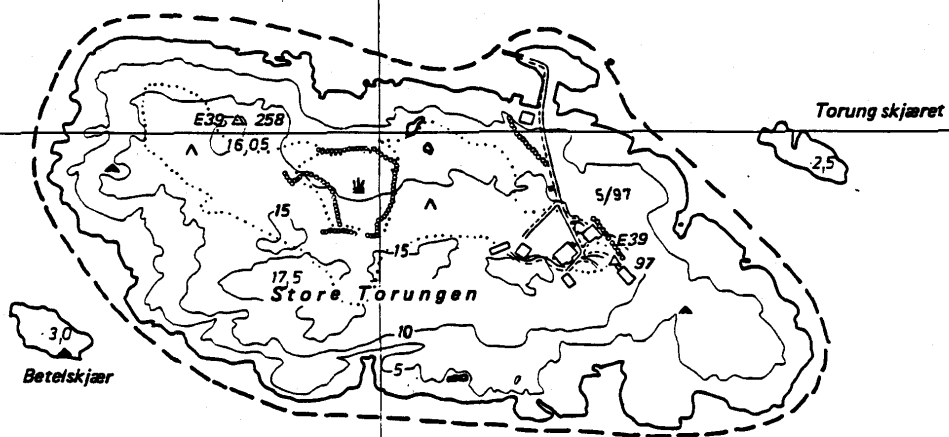 Torung skjæret
E39 258
16,05
2,5
5/97
15
E39
15
97
17,5
Store Torungen
3,0
10
5
Betelskjær